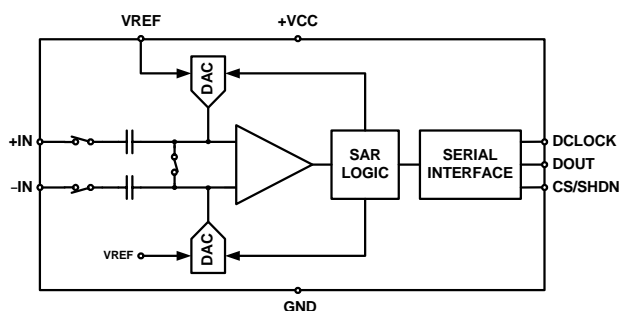 VREF
+VCC
DAC
+IN
SAR
LOGIC
SERIAL
INTERFACE
DCLOCK
DOUT
CS/SHDN
–IN
VREF
DAC
GND